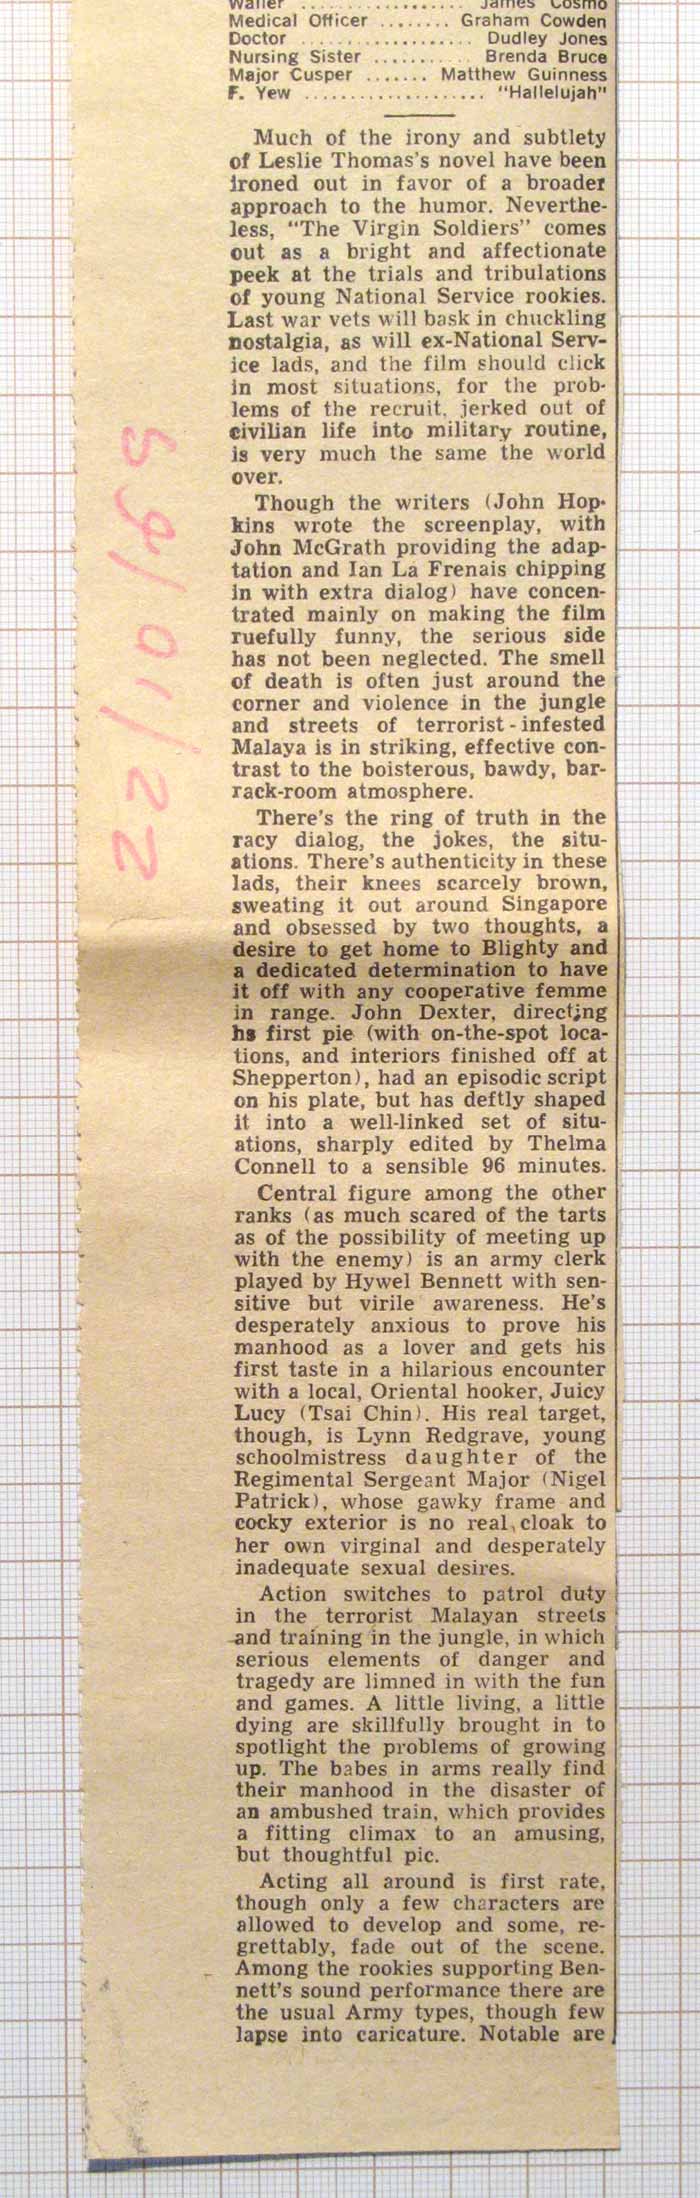 Waller .................. James Cosmo
Medical Officer ........ Graham Cowden
Doctor ................... Dudley Jones
Nursing Sister ........... Brenda Bruce
Major Cusper ....... Matthew Guinness
F. Yew .................... "Hallelujah"
Much of the irony and subtlety
of Leslie Thomas's novel have been
ironed out in favor of a broader
approach to the humor. Neverthe-
less, "The Virgin Soldiers" comes
out as a bright and affectionate
peek at the trials and tribulations
of young National Service rookies.
Last war vets will bask in chuckling
nostalgia, as will ex-National Serv-
ice lads, and the film should click
in most situations, for the prob-
lems of the recruit, jerked out of
civilian life into military routine,
is very much the same the world
over.
Though the writers (John Hop-
kins wrote the screenplay, with
John McGrath providing the adap-
tation and Ian La Frenais chipping
in with extra dialog) have concen-
trated mainly on making the film
ruefully funny, the serious side
has not been neglected. The smell
of death is often just around the
corner and violence in the jungle
and streets of terrorist-infested
Malaya is in striking, effective con-
trast to the boisterous, bawdy, bar-
rack-room atmosphere.
There's the ring of truth in the
racy dialog, the jokes, the situ-
ations. There's authenticity in these
lads, their knees scarcely brown,
sweating it out around Singapore
and obsessed by two thoughts, a
desire to get home to Blighty and
a dedicated determination to have
it off with any cooperative femme
in range. John Dexter, directing
hs first pie (with on-the-spot loca-
tions, and interiors finished off at
Shepperton), had an episodic script
on his plate, but has deftly shaped
it into a well-linked set of situ-
ations, sharply edited by Thelma
Connell to a sensible 96 minutes.
Central figure among the other
ranks (as much scared of the tarts
as of the possibility of meeting up
with the enemy) is an army clerk
played by Hywel Bennett with sen-
sitive but virile awareness. He's
desperately anxious to prove his
manhood as a lover and gets his
first taste in a hilarious encounter
with a local, Oriental hooker, Juicy
Lucy (Tsai Chin). His real target,
though, is Lynn Redgrave, young
schoolmistress daughter of the
Regimental Sergeant Major (Nigel
Patrick), whose gawky frame and
cocky exterior is no real cloak to
her own virginal and desperately
inadequate sexual desires.
Action switches to patrol duty
in the terrorist Malayan streets
and training in the jungle, in which
serious elements of danger and
tragedy are limned in with the fun
and games. A little living, a little
dying are skillfully brought in to
spotlight the problems of growing
up. The babes in arms really find
their manhood in the disaster of
an ambushed train, which provides
a fitting climax to an amusing,
but thoughtful pic.
Acting all around is first rate,
though only a few characters are
allowed to develop and some, re-
grettably, fade out of the scene.
Among the rookies supporting Ben-
nett's sound performance there are
the usual Army types, though few
lapse into caricature. Notable are